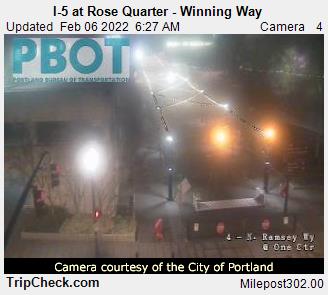 I-5 at Rose Quarter - Winning Way
Updated Feb 06 2022 6:27 AM Camera 4
PBOT
PORTLAND BUREAU OF TRANSPORTATION
4 - N. Ramsey Wy
@ One Ctr
Camera courtesy of the City of Portland
TripCheck.com Milepost302.00